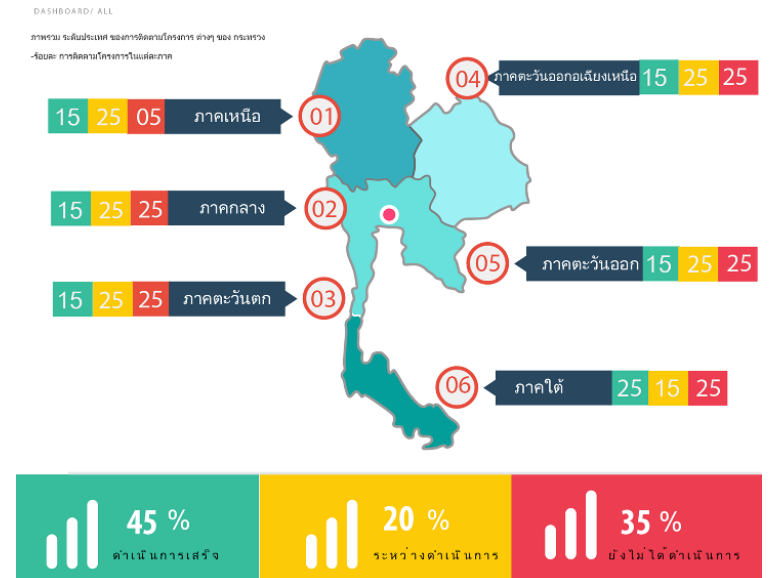 DASHBOARD/ ALL
ภาพรวม ระดับประเทศ ของการติดตามโครงการ ต่างๆ ของ กระทรวง
-ร้อยละ การติดตามโครงการในแต่ละภาค
04 ภาคตะวันออกเฉียงเหนือ 15 25 25
15 25 05 ภาคเหนือ 01
15 25 25 ภาคกลาง 02
05 ภาคตะวันออก 15 25 25
15 25 25 ภาคตะวันตก 03
06 ภาคใต้ 25 15 25
45 %
ดำเนินการเสร็จ
20 %
ระหว่างดำเนินการ
35 %
ยังไม่ได้ดำเนินการ